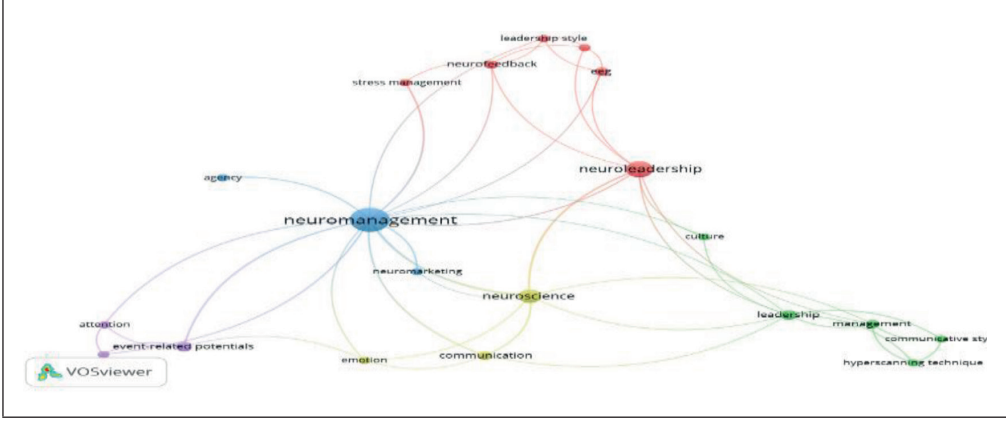 leadership style
neurofeedback
eeg
stress management
neuroleadership
agency
neuromanagement
culture
neuromarketing
neuroscience
leadership
attention
management
event-related potentials
communicative sty
emotion
communication
hyperscanning technique
VOSviewer